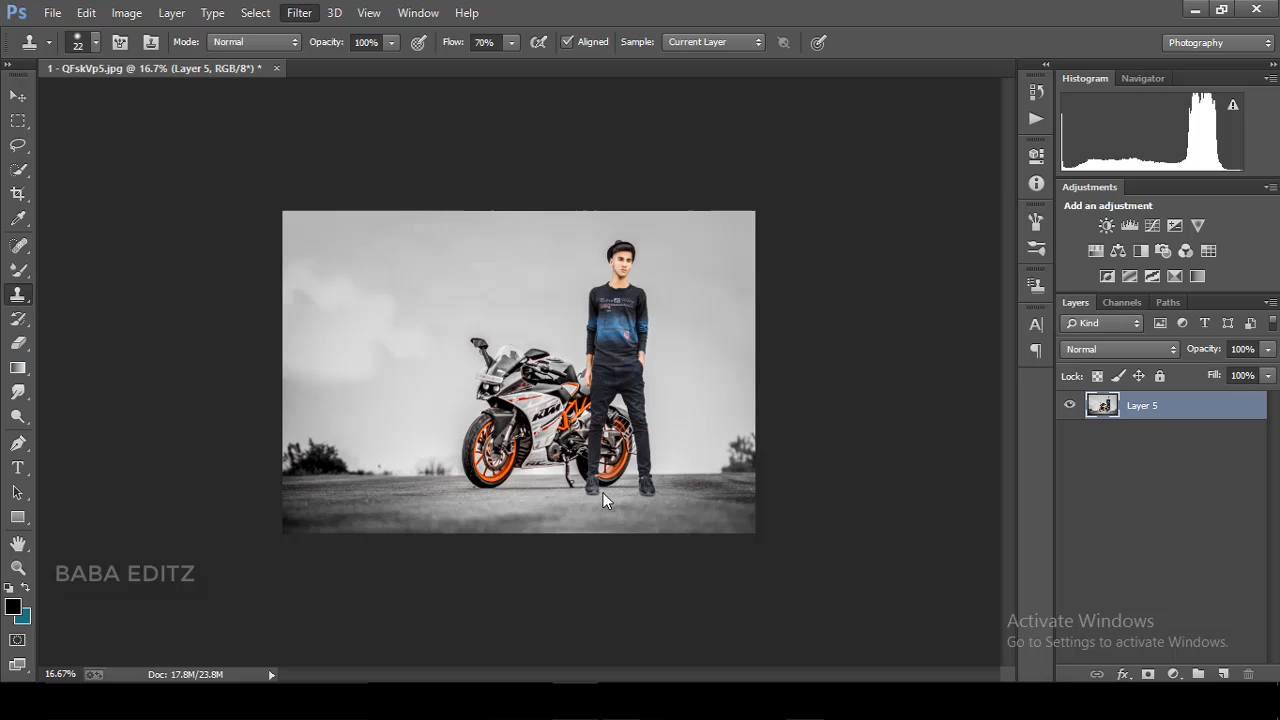 Ps File Edit Image Layer Type Select Filter 3D View Window Help
22 Mode: Normal Opacity: 100% Flow: 70% Aligned Sample: Current Layer Photography
1 - QFskVp5.jpg @ 16.7% (Layer 5, RGB/8*) *
Histogram Navigator
Adjustments
Add an adjustment
Layers Channels Paths
Kind
Normal Opacity: 100%
Lock: Fill: 100%
Layer 5
KTM
BABA EDITZ
Activate Windows
Go to Settings to activate Windows.
16.67% Doc: 17.8M/23.8M